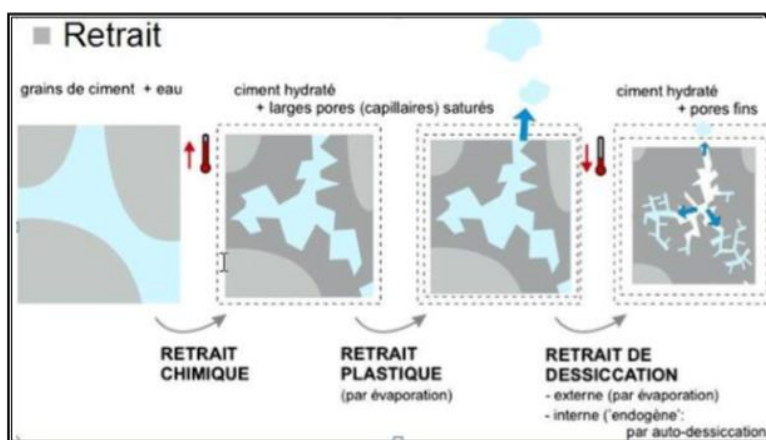 Retrait
grains de ciment + eau
ciment hydraté
+ larges pores (capillaires) saturés
ciment hydraté
+ pores fins
RETRAIT
CHIMIQUE
RETRAIT
PLASTIQUE
(par évaporation)
RETRAIT DE
DESSICCATION
- externe (par évaporation)
- interne ('endogène':
par auto-dessiccation